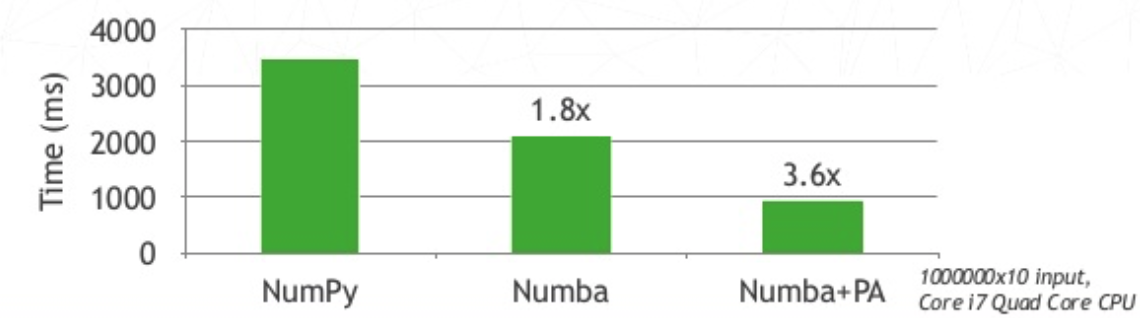 4000
3000
2000
1000
0
Time (ms)
1.8x
3.6x
NumPy
Numba
Numba+PA
1000000x10 input,
Core i7 Quad Core CPU